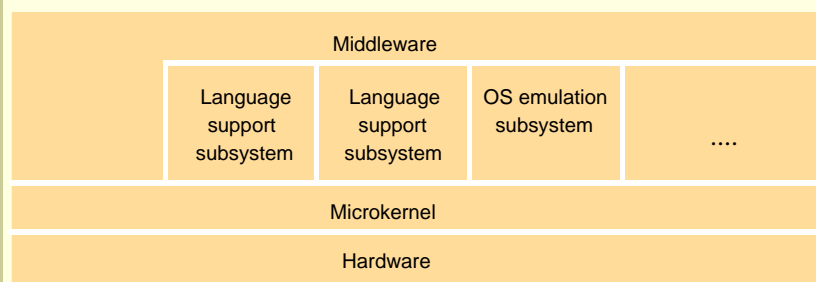 Middleware
Language
support
subsystem
Language
support
subsystem
OS emulation
subsystem
....
Microkernel
Hardware